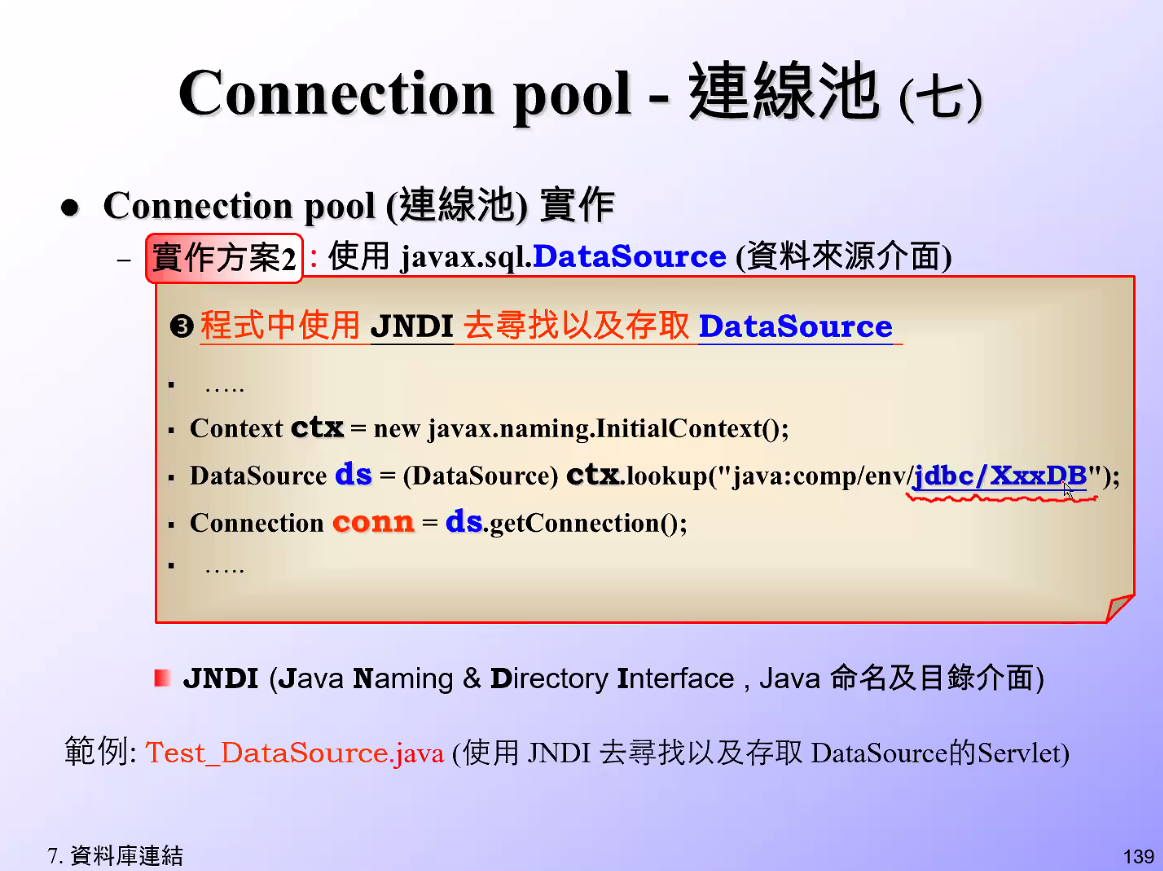 Connection pool - 連線池 (七)
● Connection pool (連線池) 實作
– 實作方案2 : 使用 javax.sql.DataSource (資料來源介面)
❸ 程式中使用 JNDI 去尋找以及存取 DataSource
▪ …..
▪ Context ctx = new javax.naming.InitialContext();
▪ DataSource ds = (DataSource) ctx.lookup("java:comp/env/jdbc/XxxDB");
▪ Connection conn = ds.getConnection();
▪ …..
JNDI (Java Naming & Directory Interface , Java 命名及目錄介面)
範例: Test_DataSource.java (使用 JNDI 去尋找以及存取 DataSource的Servlet)
7. 資料庫連結
139